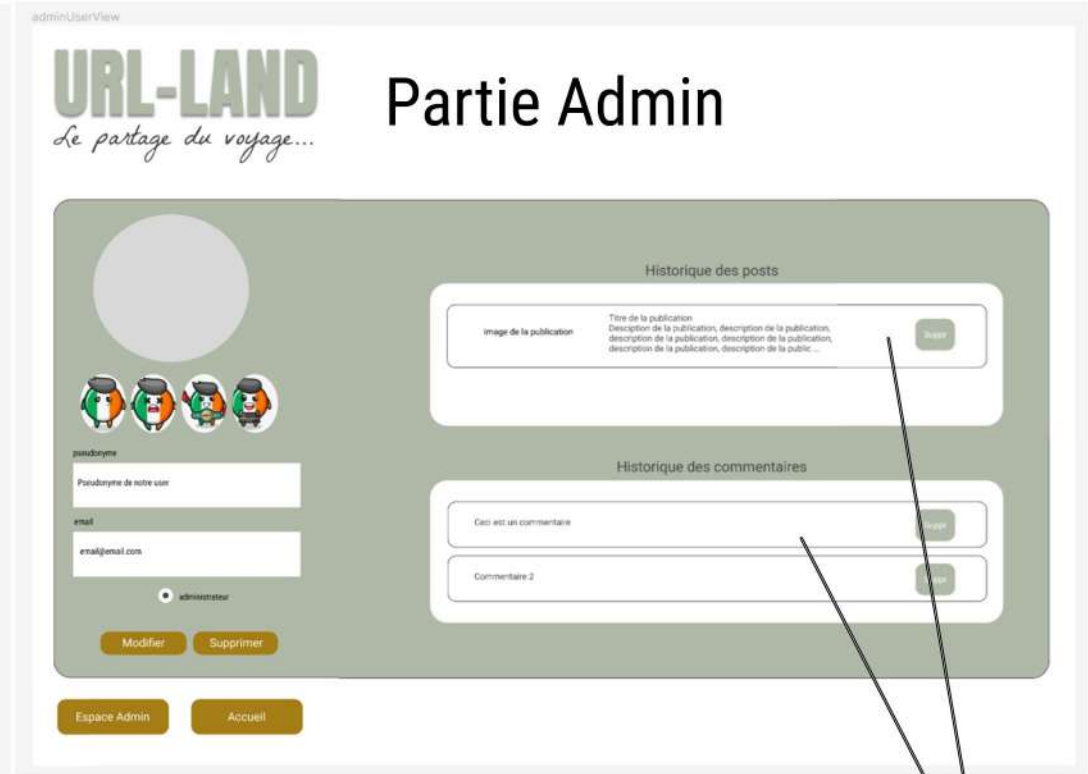 adminUserView
URL-LAND
Le partage du voyage...
Partie Admin
pseudonyme
Pseudonyme de notre user
email
email@email.com
administrateur
Modifier
Supprimer
Historique des posts
image de la publication
Titre de la publication
Desciption de la publication, description de la publication,
description de la publication, description de la publication,
description de la publication, description de la public ...
Suppr
Historique des commentaires
Ceci est un commentaire
Suppr
Commentaire 2
Suppr
Espace Admin
Accueil